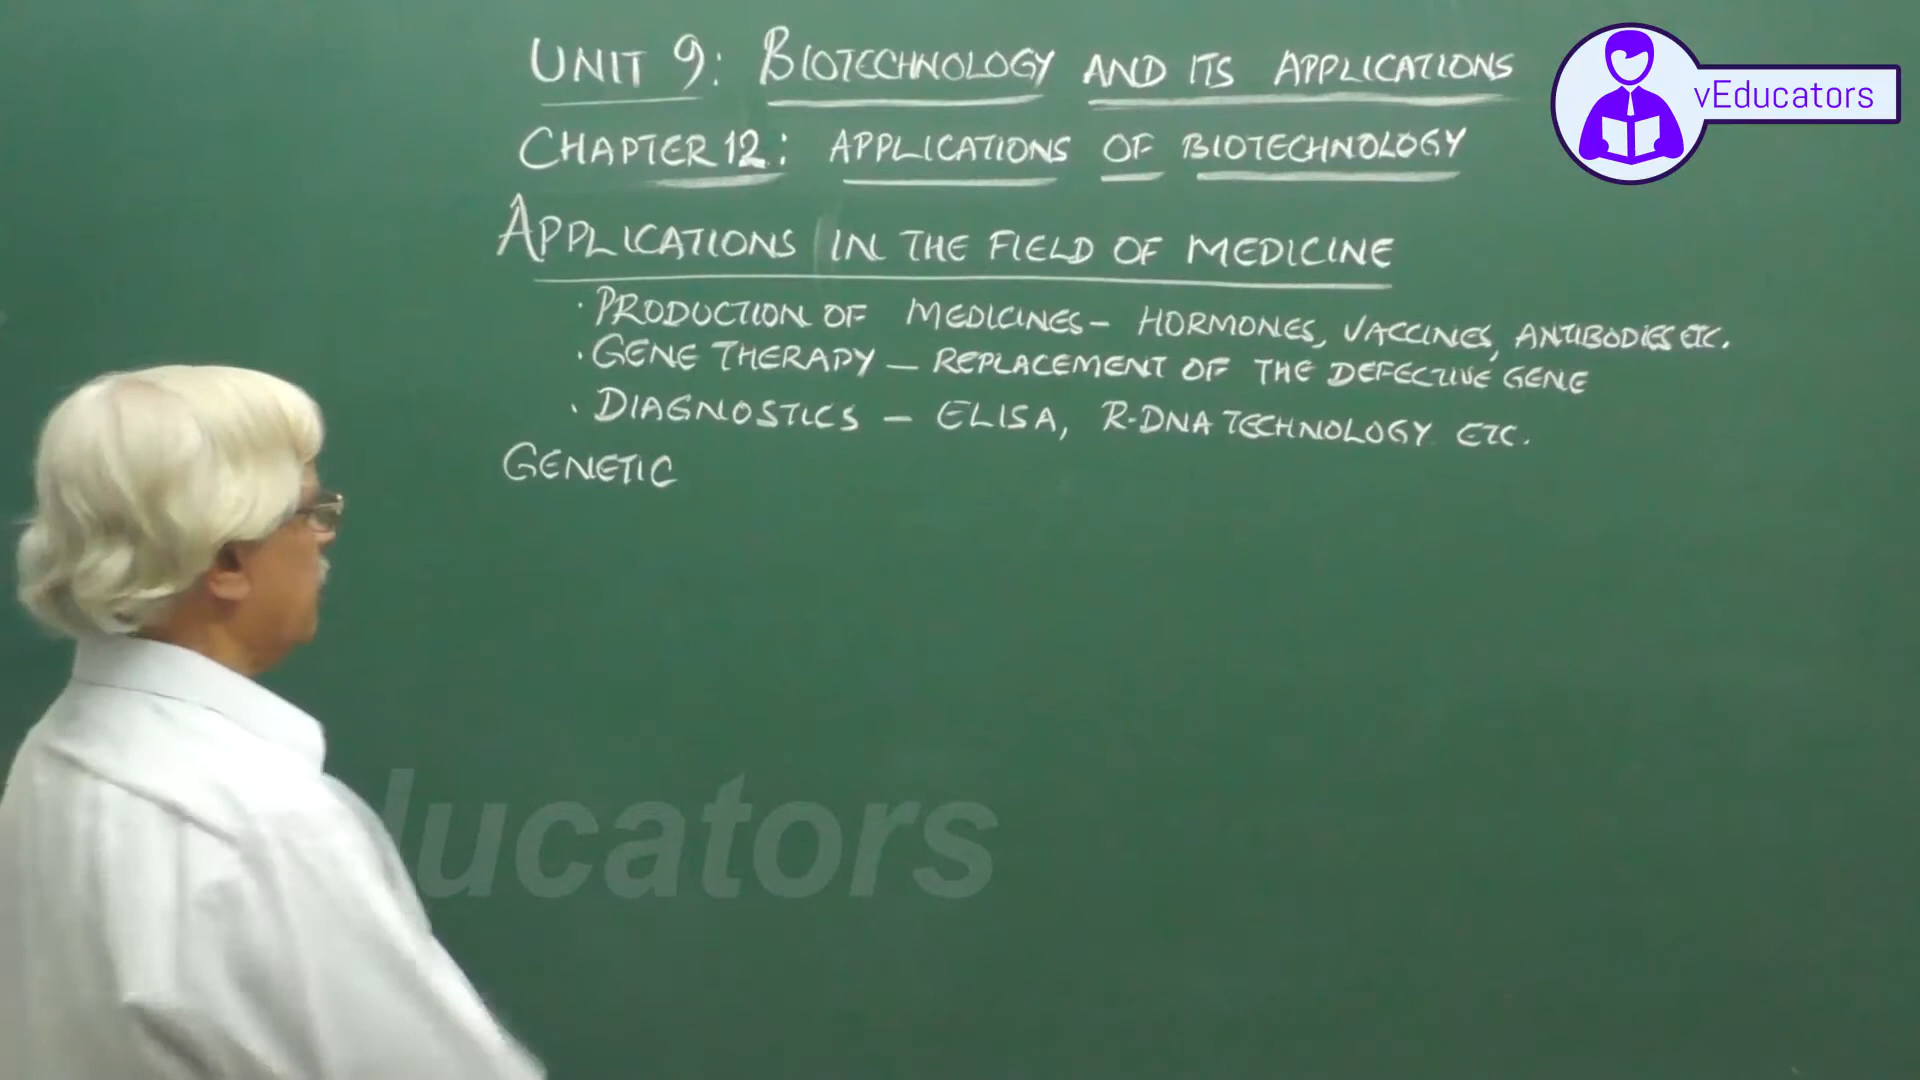 UNIT 9: BIOTECHNOLOGY AND ITS APPLICATIONS
vEducators
CHAPTER 12: APPLICATIONS OF BIOTECHNOLOGY
APPLICATIONS IN THE FIELD OF MEDICINE
· PRODUCTION OF MEDICINES- HORMONES, VACCINES, ANTIBODIES ETC.
· GENE THERAPY - REPLACEMENT OF THE DEFECTIVE GENE
· DIAGNOSTICS - ELISA, R-DNA TECHNOLOGY ETC.
GENETIC
ducators